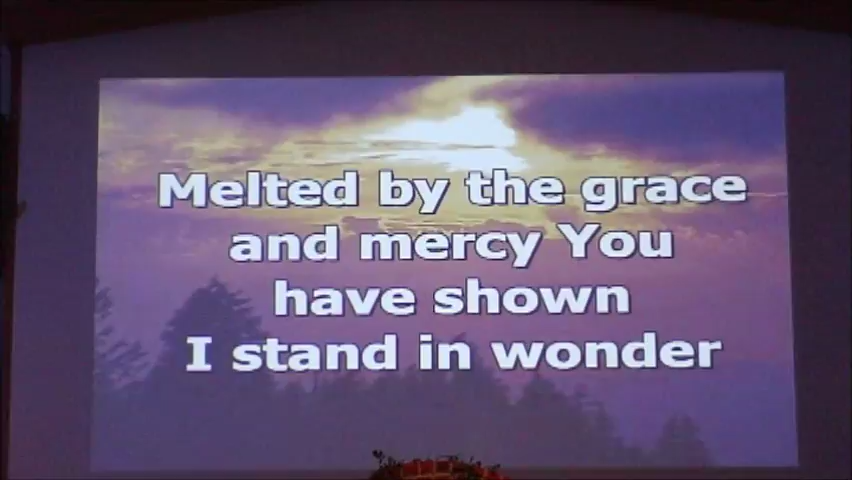 Melted by the grace
and mercy You
have shown
I stand in wonder